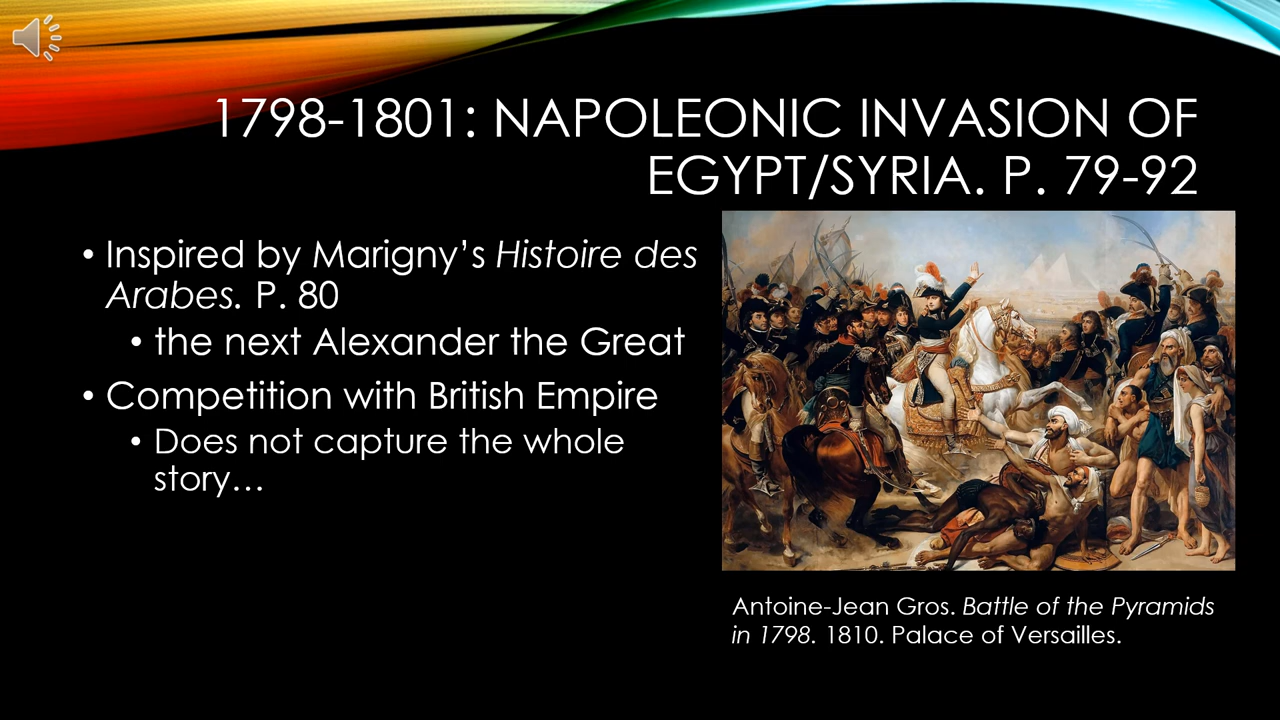 1798-1801: NAPOLEONIC INVASION OF
EGYPT/SYRIA. P. 79-92
• Inspired by Marigny’s Histoire des
Arabes. P. 80
• the next Alexander the Great
• Competition with British Empire
• Does not capture the whole
story…
Antoine-Jean Gros. Battle of the Pyramids
in 1798. 1810. Palace of Versailles.